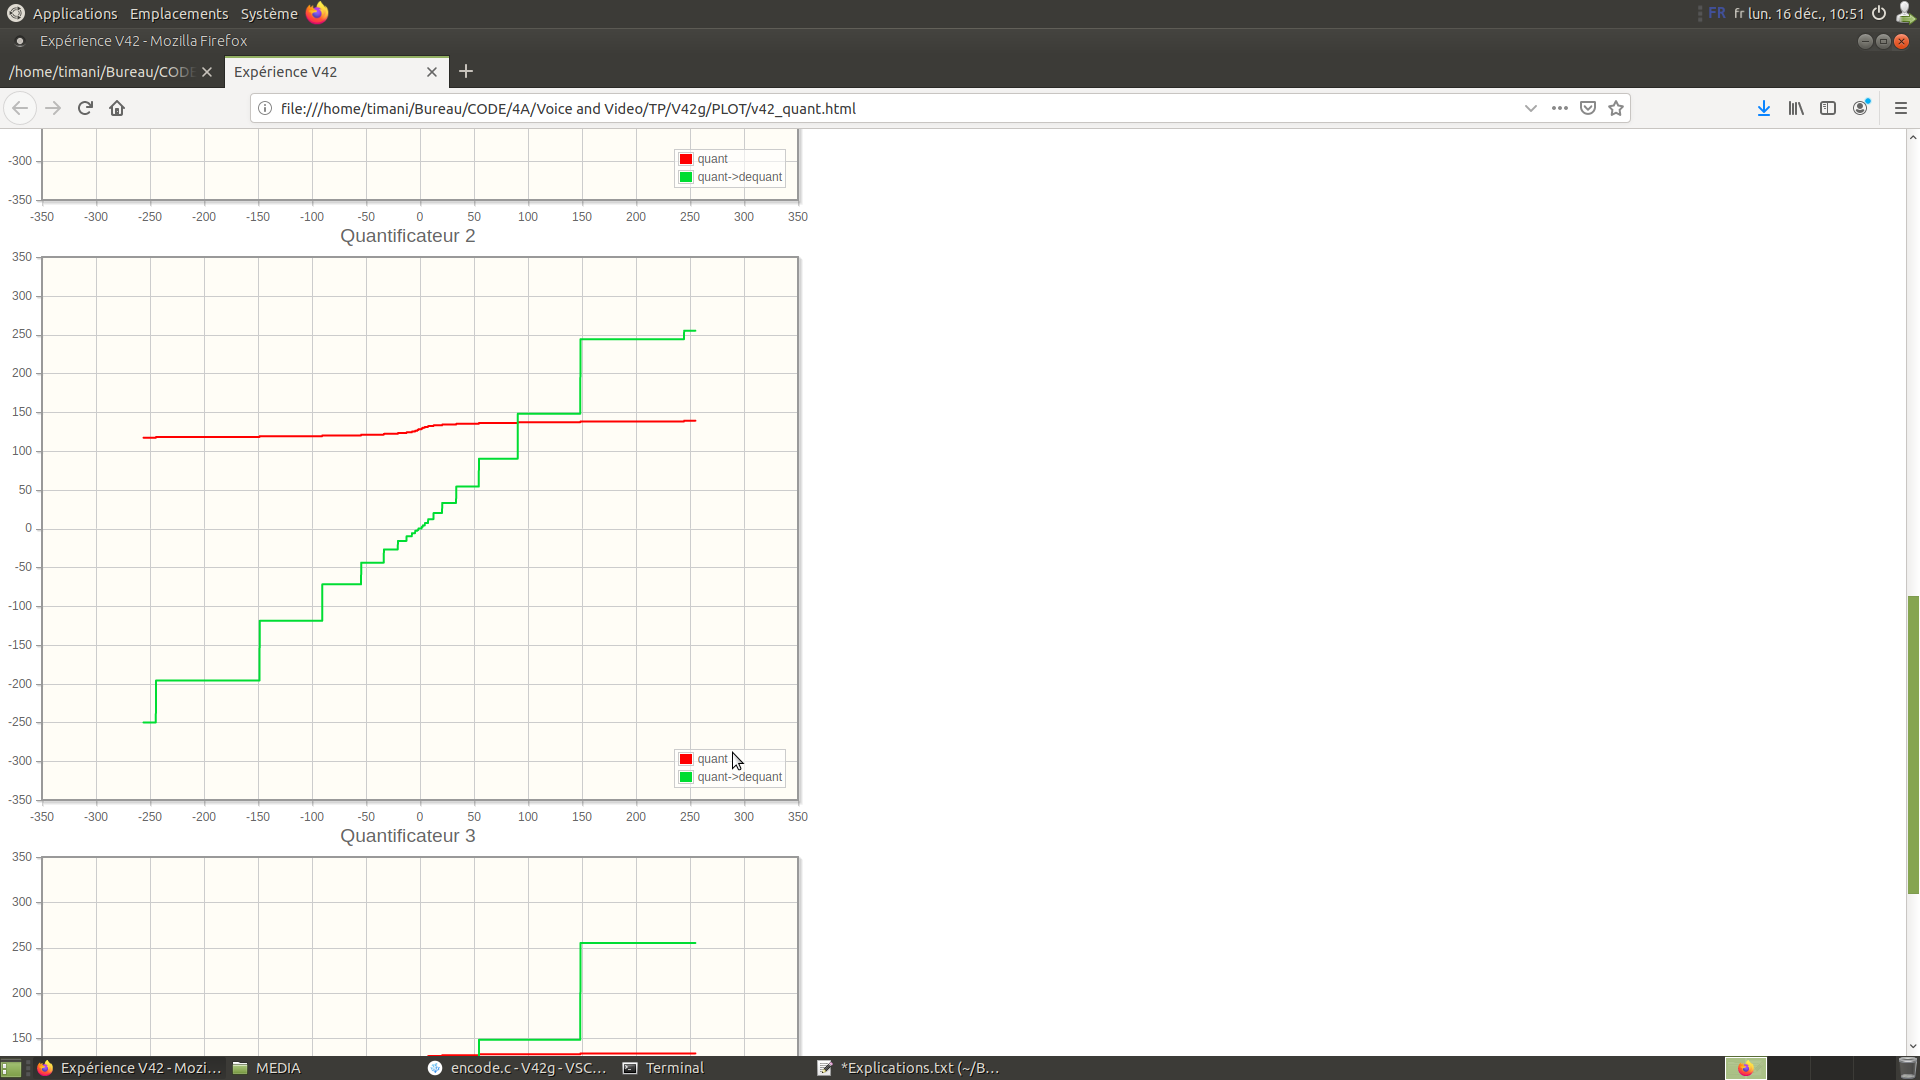 Applications Emplacements Système FR fr lun. 16 déc., 10:51
Expérience V42 - Mozilla Firefox
/home/timani/Bureau/CODE Expérience V42
file:///home/timani/Bureau/CODE/4A/Voice and Video/TP/V42g/PLOT/v42_quant.html
-300
quant
quant->dequant
-350
-350 -300 -250 -200 -150 -100 -50 0 50 100 150 200 250 300 350
Quantificateur 2
350
300
250
200
150
100
50
0
-50
-100
-150
-200
-250
-300
quant
quant->dequant
-350
-350 -300 -250 -200 -150 -100 -50 0 50 100 150 200 250 300 350
Quantificateur 3
350
300
250
200
150
Expérience V42 - Mozi... MEDIA encode.c - V42g - VSC... Terminal *Explications.txt (~/B...